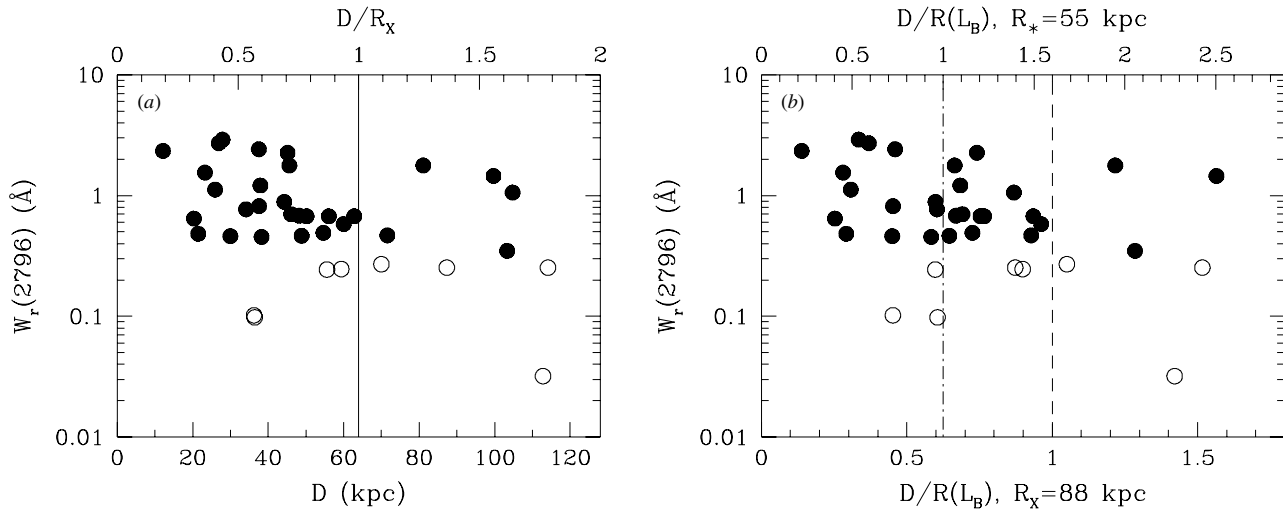 D/R_X
0 0.5 1 1.5 2
(a)
10
1
0.1
0.01
W_r(2796) (Å)
0 20 40 60 80 100 120
D (kpc)
D/R(L_B), R_*=55 kpc
0 0.5 1 1.5 2 2.5
(b)
10
1
0.1
0.01
W_r(2796) (Å)
0 0.5 1 1.5
D/R(L_B), R_X=88 kpc